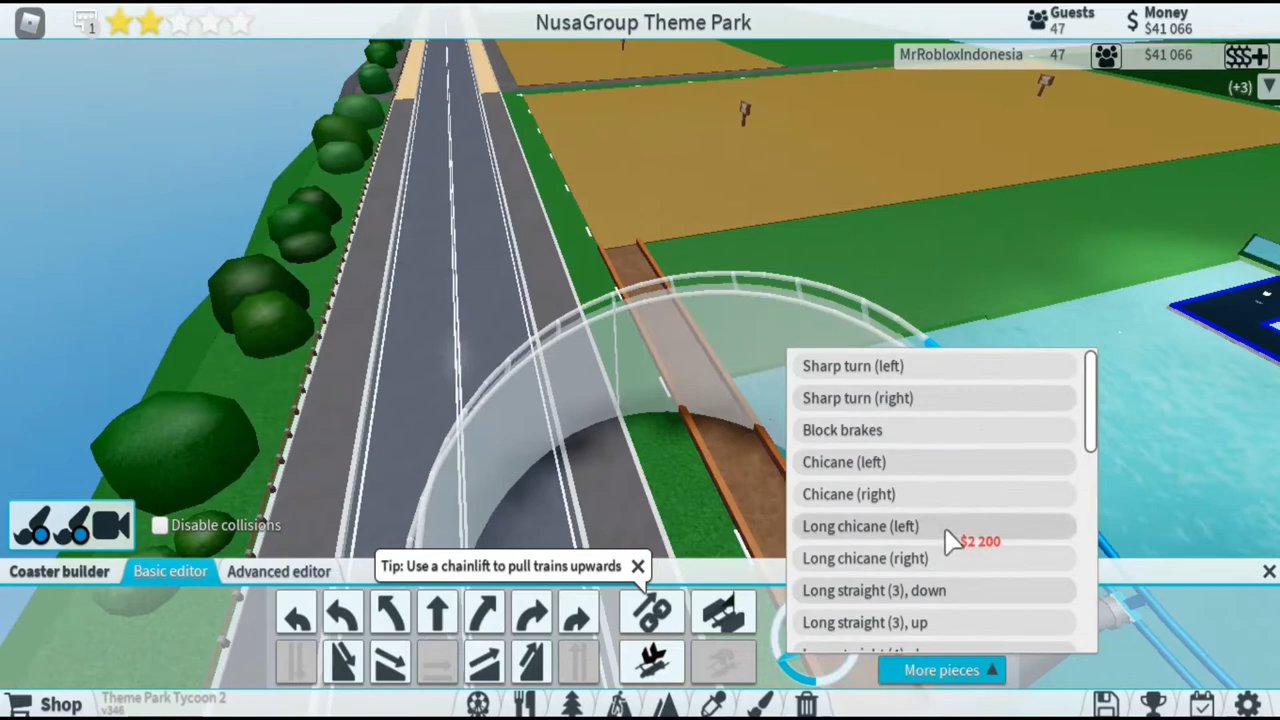 1
NusaGroup Theme Park
Guests
47
Money
$ $41 066
MrRobloxIndonesia 47 $41 066
$$$+
(+3)
Sharp turn (left)
Sharp turn (right)
Block brakes
Chicane (left)
Chicane (right)
Long chicane (left)
$2 200
Long chicane (right)
Long straight (3), down
Long straight (3), up
Disable collisions
Tip: Use a chainlift to pull trains upwards
Coaster builder Basic editor Advanced editor
More pieces
Shop
Theme Park Tycoon 2
v346